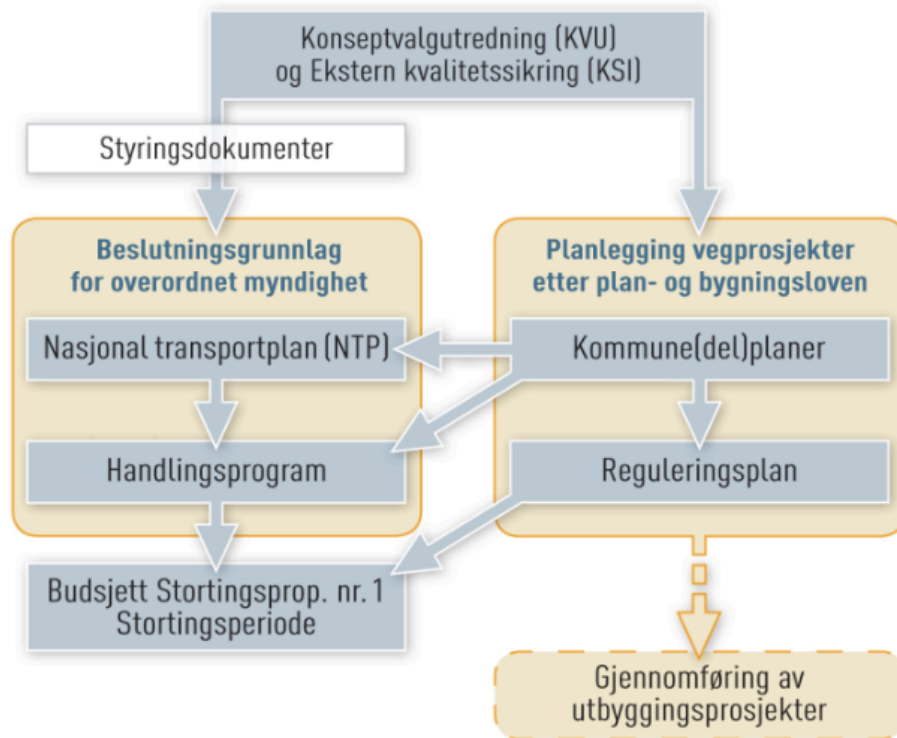 Konseptvalgutredning (KVU)
og Ekstern kvalitetssikring (KSI)
Styringsdokumenter
Beslutningsgrunnlag
for overordnet myndighet
Nasjonal transportplan (NTP)
Handlingsprogram
Budsjett Stortingsprop. nr. 1
Stortingsperiode
Planlegging vegprosjekter
etter plan- og bygningsloven
Kommune(del)planer
Reguleringsplan
Gjennomføring av
utbyggingsprosjekter